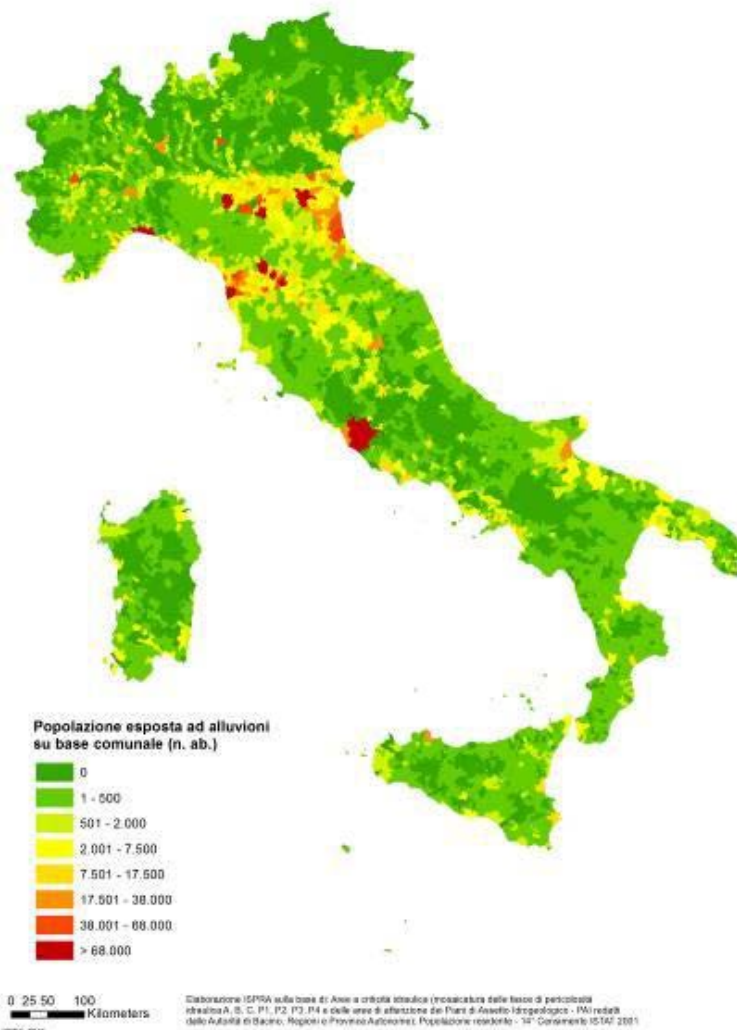 Popolazione esposta ad alluvioni
su base comunale (n. ab.)
0
1 - 500
501 - 2.000
2.001 - 7.500
7.501 - 17.500
17.501 - 38.000
38.001 - 68.000
> 68.000
0 25 50 100
Kilometers
Elaborazione ISPRA sulla base di: Aree a criticità idraulica (mosaicatura delle fasce di pericolosità
idraulica A, B, C, P1, P2, P3, P4 e delle aree di attenzione dei Piani di Assetto Idrogeologico - PAI redatti
dalle Autorità di Bacino, Regioni e Province Autonome); Popolazione residente - 14° Censimento ISTAT 2001